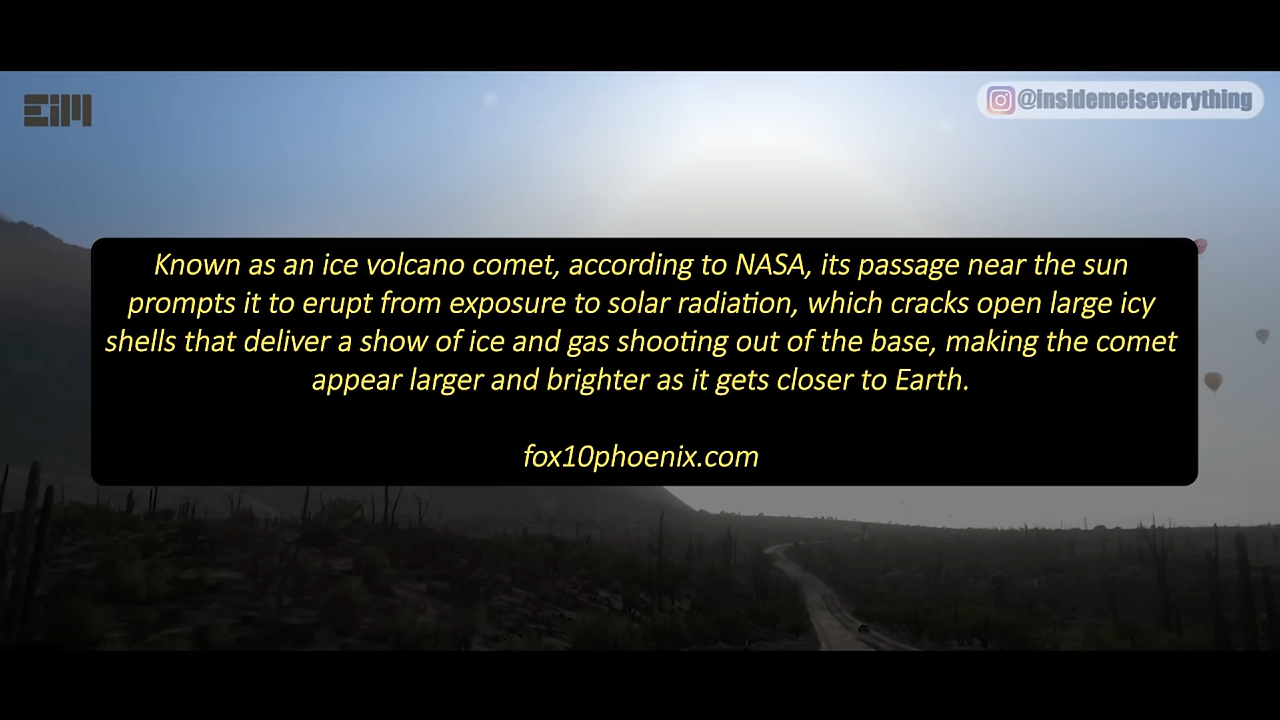 EiM
@insidemeiseverything
Known as an ice volcano comet, according to NASA, its passage near the sun
prompts it to erupt from exposure to solar radiation, which cracks open large icy
shells that deliver a show of ice and gas shooting out of the base, making the comet
appear larger and brighter as it gets closer to Earth.
fox10phoenix.com